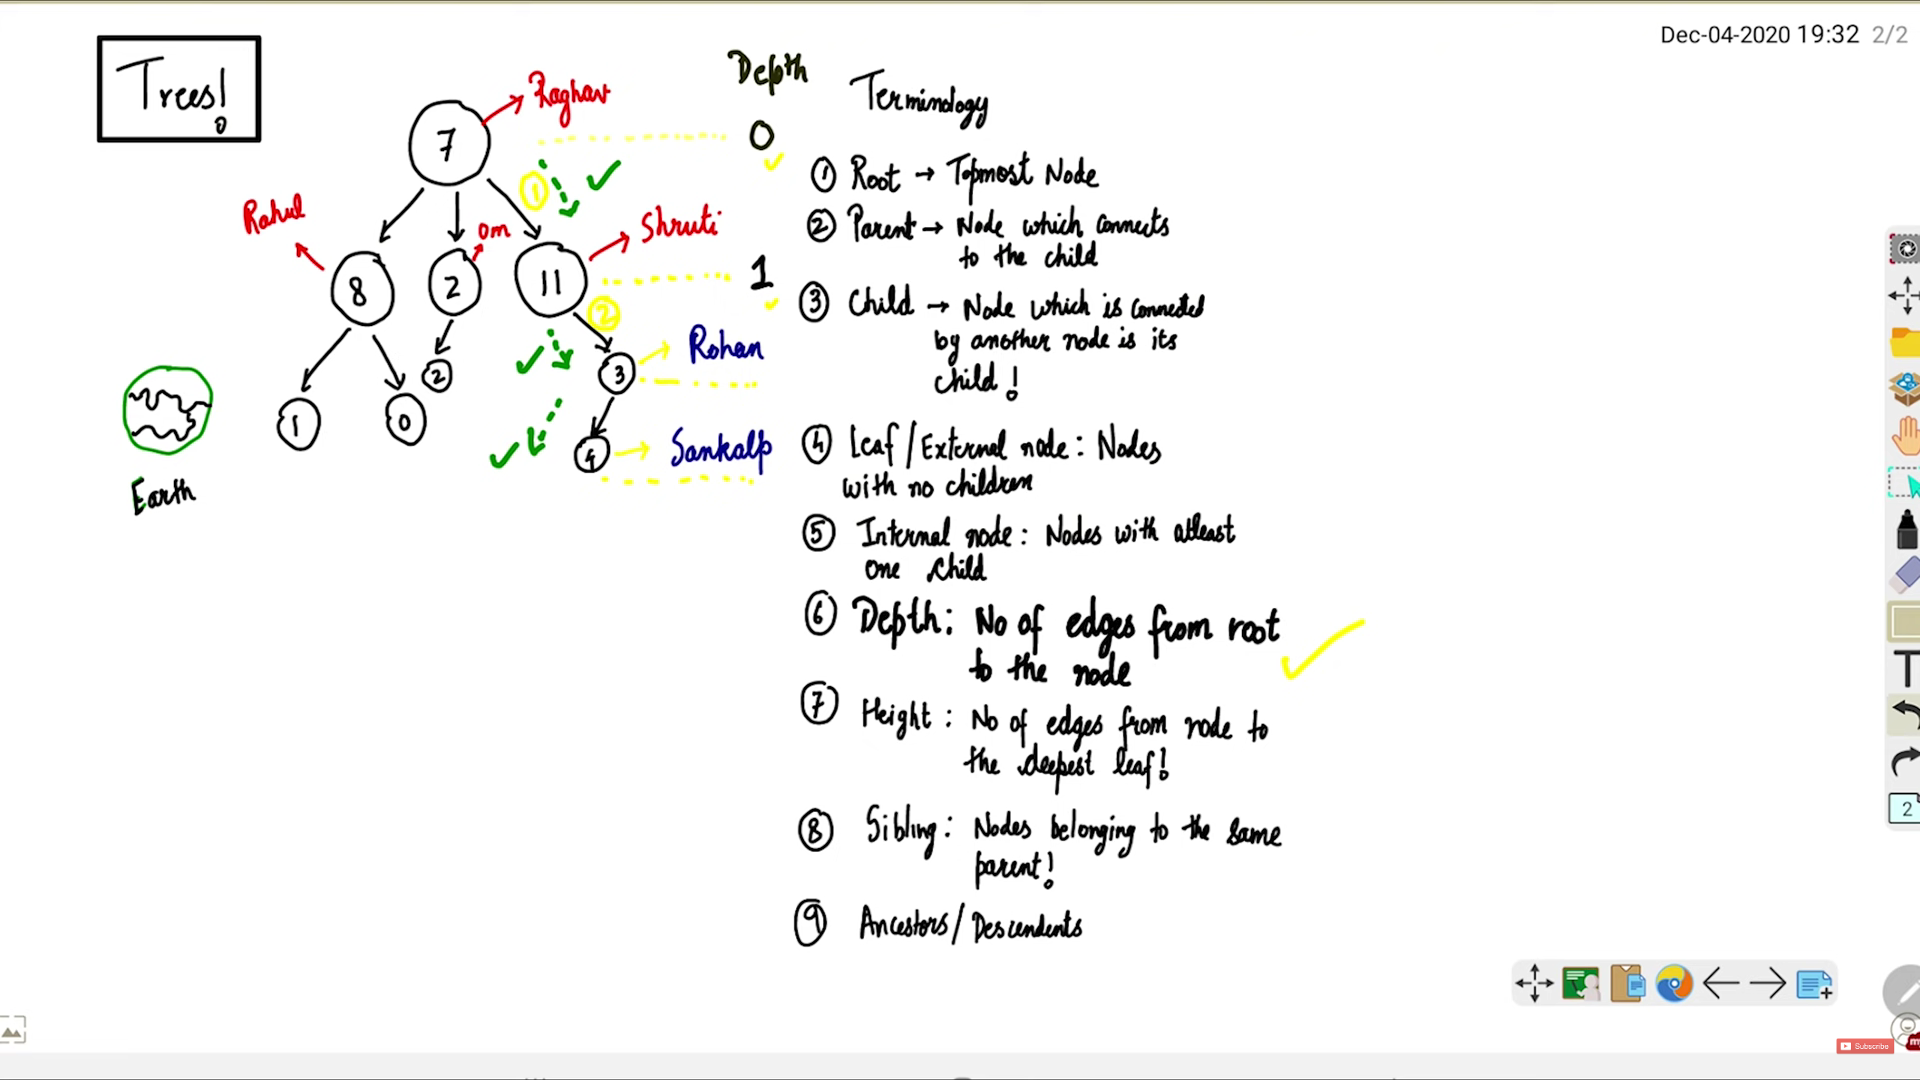 Dec-04-2020 19:32 2/2
Trees!
Depth
Raghav
7
0
1
Rahul
om
Shruti
8
2
11
1
2
Rohan
2
3
1
0
Sankalp
Earth
Terminology
① Root → Topmost Node
② Parent → Node which connects
to the child
③ Child → Node which is connected
by another node is its
child!
④ Leaf / External node : Nodes
with no children
⑤ Internal node : Nodes with atleast
one child
⑥ Depth : No of edges from root
to the node
⑦ Height : No of edges from node to
the deepest leaf!
⑧ Sibling : Nodes belonging to the same
parent!
⑨ Ancestors / Descendents
T
2
Subscribe